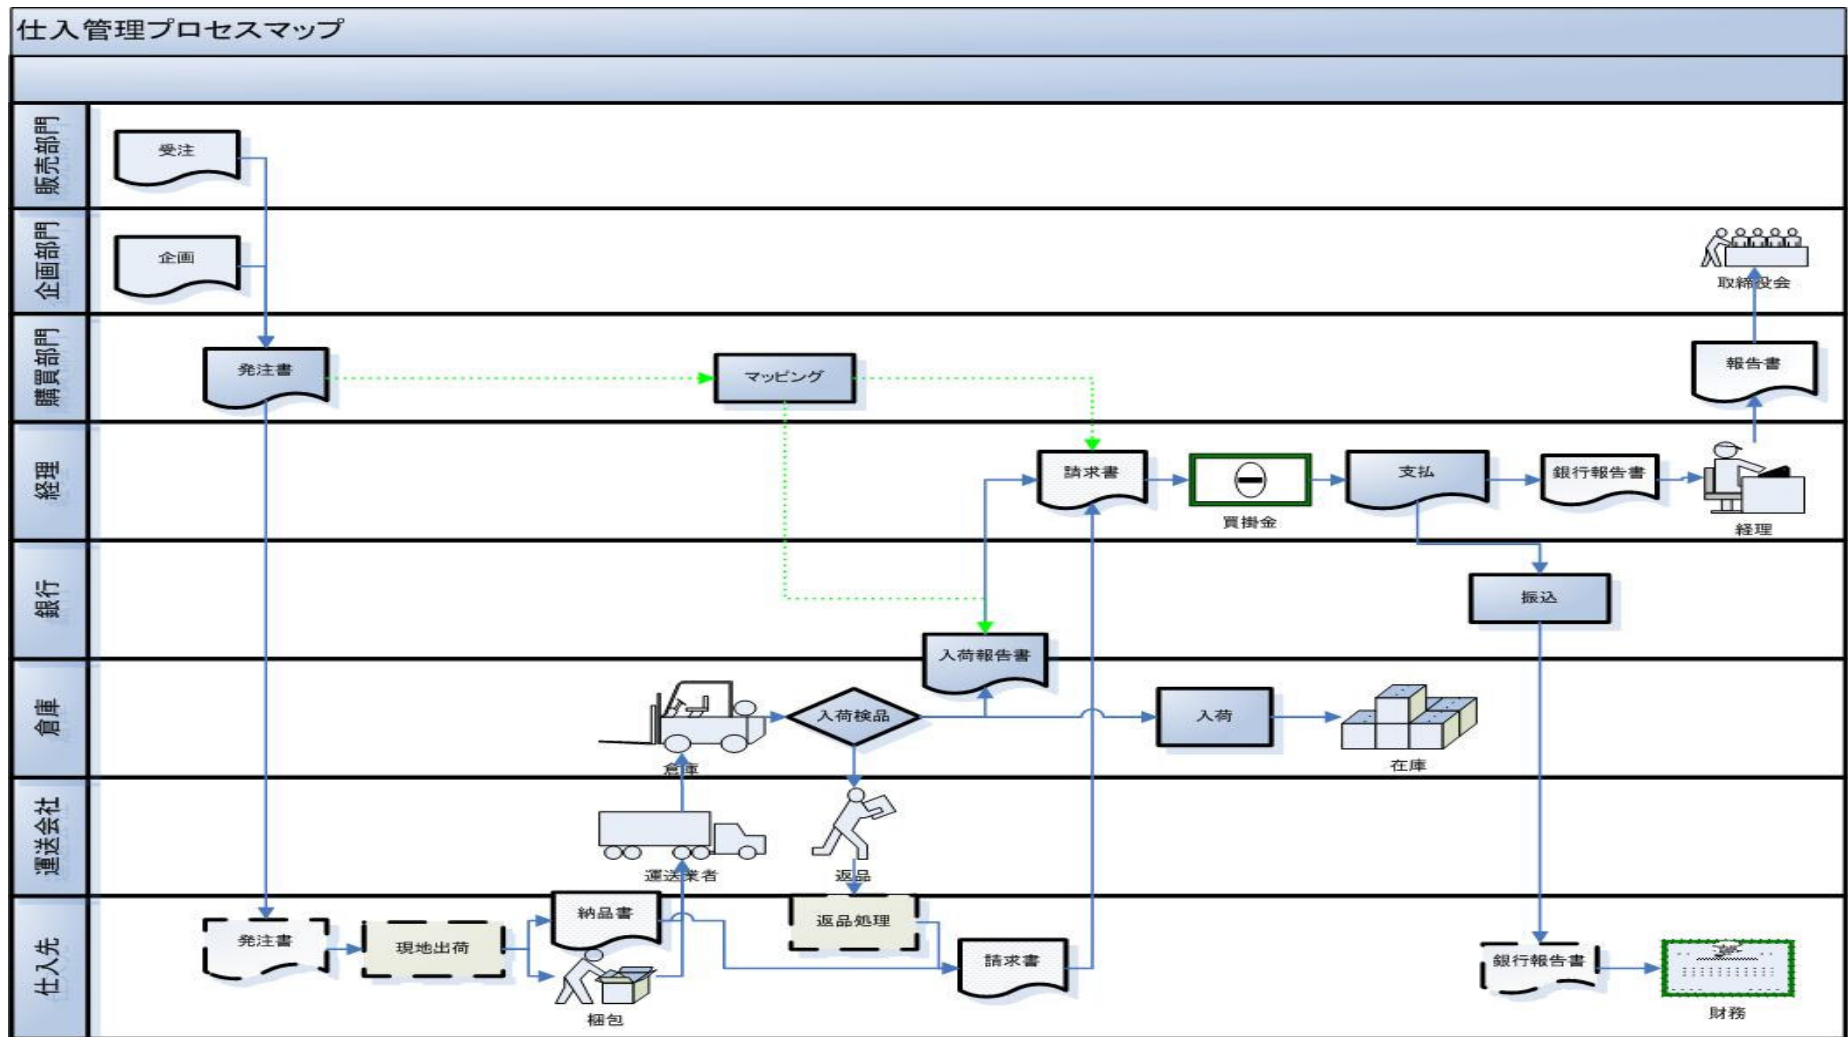 仕入管理プロセスマップ
販売部門
受注
企画部門
企画
取締役会
購買部門
発注書
マッピング
報告書
経理
請求書
買掛金
支払
銀行報告書
経理
銀行
振込
入荷報告書
倉庫
倉庫
入荷検品
入荷
在庫
運送会社
運送業者
返品
仕入先
発注書
現地出荷
納品書
梱包
返品処理
請求書
銀行報告書
財務